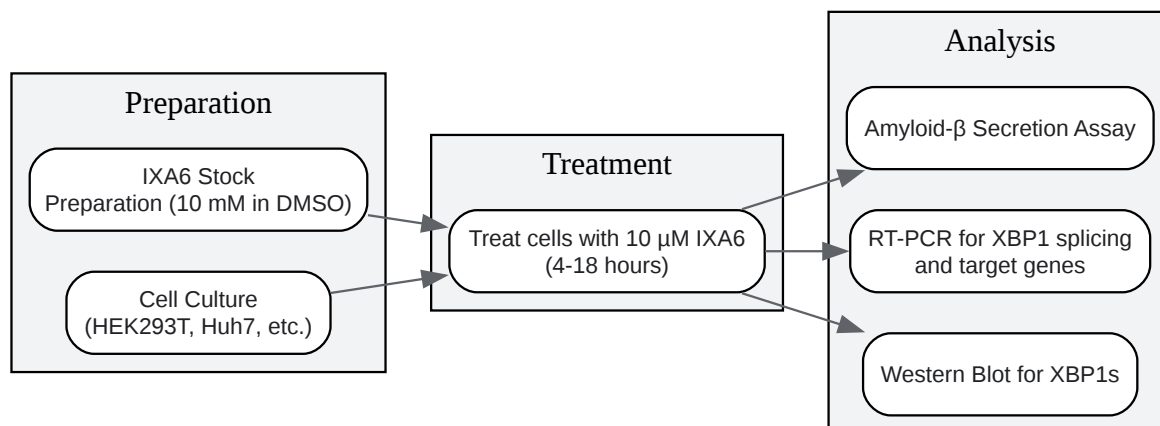 Preparation
IXA6 Stock
Preparation (10 mM in DMSO)
Cell Culture
(HEK293T, Huh7, etc.)
Treatment
Treat cells with 10 µM IXA6
(4-18 hours)
Analysis
Amyloid-β Secretion Assay
RT-PCR for XBP1 splicing
and target genes
Western Blot for XBP1s